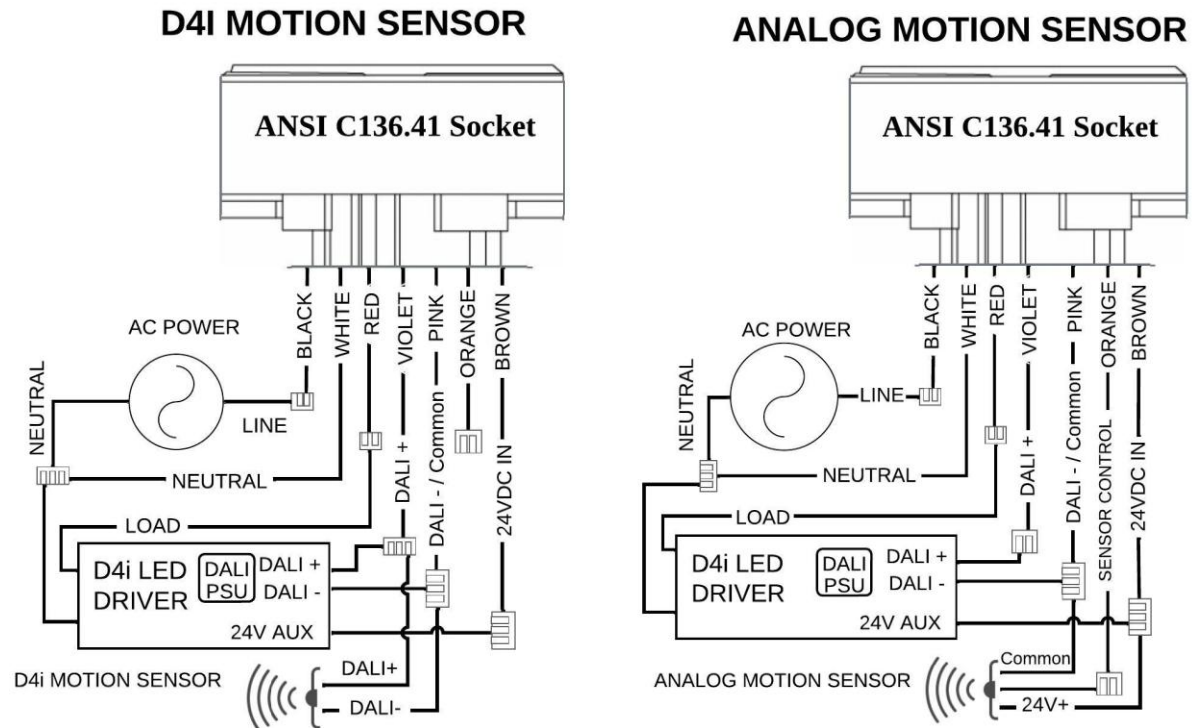 D4I MOTION SENSOR
ANSI C136.41 Socket
BLACK
WHITE
RED
VIOLET
PINK
ORANGE
BROWN
AC POWER
NEUTRAL
LINE
NEUTRAL
DALI +
DALI - / Common
24VDC IN
LOAD
D4i LED
DRIVER
DALI
PSU
DALI +
DALI -
24V AUX
D4i MOTION SENSOR
DALI+
DALI-
ANALOG MOTION SENSOR
ANSI C136.41 Socket
BLACK
WHITE
RED
VIOLET
PINK
ORANGE
BROWN
AC POWER
NEUTRAL
LINE
NEUTRAL
DALI +
DALI - / Common
SENSOR CONTROL
24VDC IN
LOAD
D4i LED
DRIVER
DALI
PSU
DALI +
DALI -
24V AUX
ANALOG MOTION SENSOR
Common
24V+